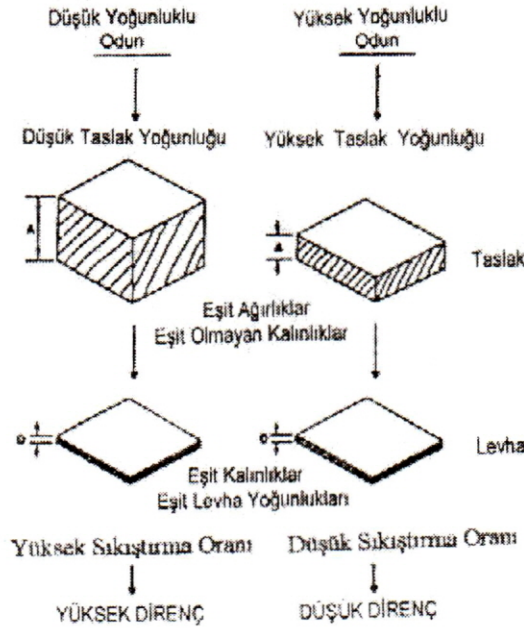 Düşük Yoğunluklu
Odun
Yüksek Yoğunluklu
Odun
Düşük Taslak Yoğunluğu
Yüksek Taslak Yoğunluğu
A
Taslak
Eşit Ağırlıklar
Eşit Olmayan Kalınlıklar
Levha
Eşit Kalınlıklar
Eşit Levha Yoğunlukları
Yüksek Sıkıştırma Oranı
Düşük Sıkıştırma Oranı
YÜKSEK DİRENÇ
DÜŞÜK DİRENÇ